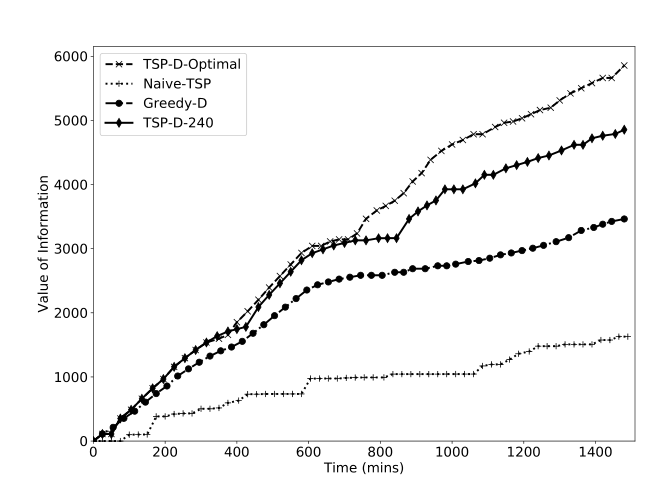 6000
5000
4000
3000
2000
1000
0
Value of Information
TSP-D-Optimal
Naive-TSP
Greedy-D
TSP-D-240
0 200 400 600 800 1000 1200 1400
Time (mins)